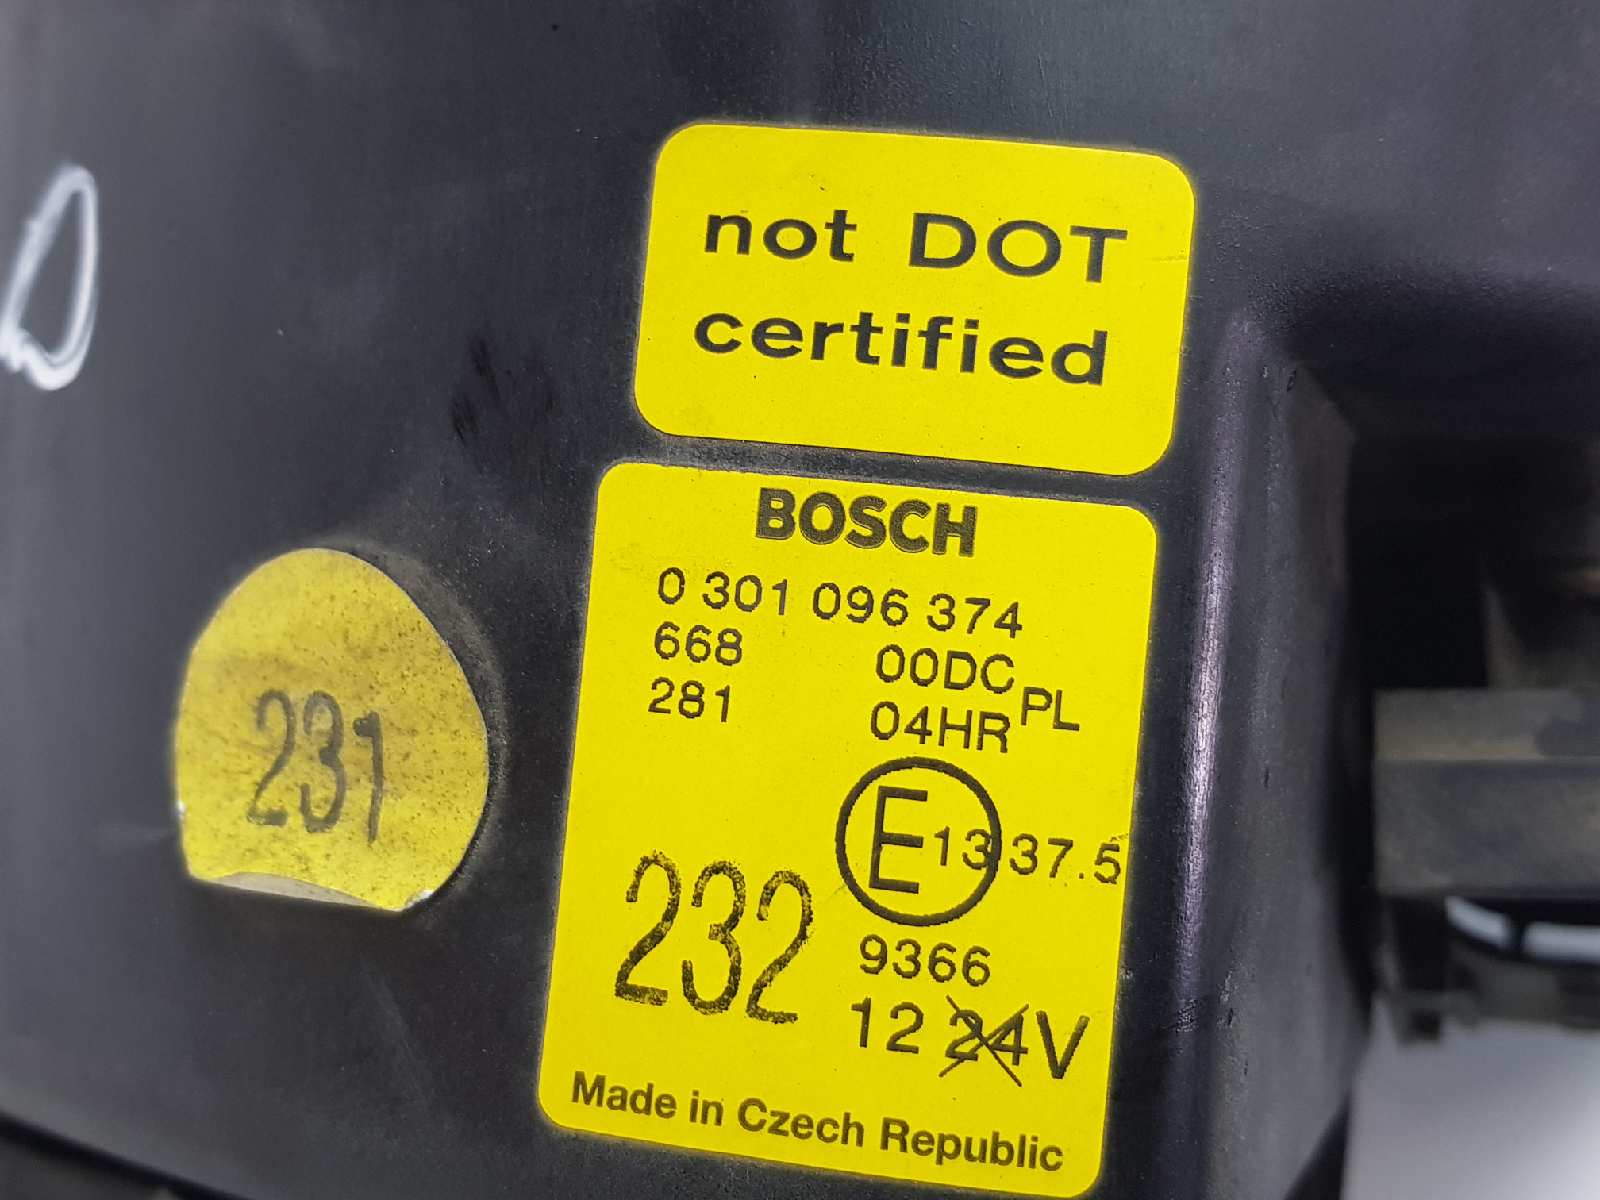 not DOT
certified
BOSCH
0 301 096 374
668 00DC PL
281 04HR
E 13 37.5
232
9366
12 24V
Made in Czech Republic
231